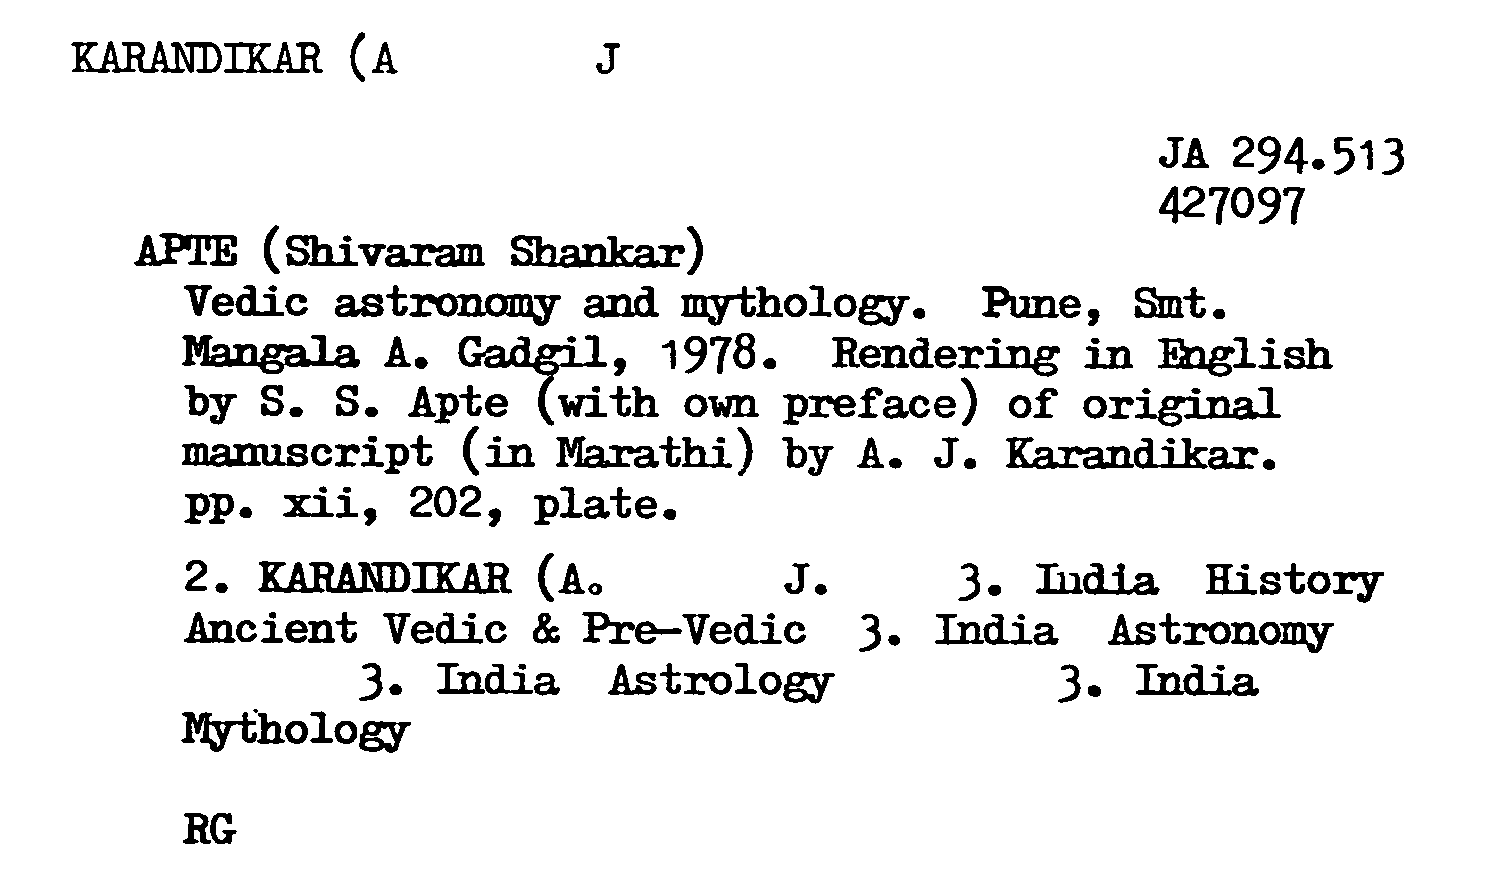 KARANDIKAR (A J
JA 294.513
427097
APTE (Shivaram Shankar)
Vedic astronomy and mythology. Pune, Smt.
Mangala A. Gadgil, 1978. Rendering in English
by S. S. Apte (with own preface) of original
manuscript (in Marathi) by A. J. Karandikar.
pp. xii, 202, plate.
2. KARANDIKAR (A. J. 3. India History
Ancient Vedic & Pre-Vedic 3. India Astronomy
3. India Astrology 3. India
Mythology
RG